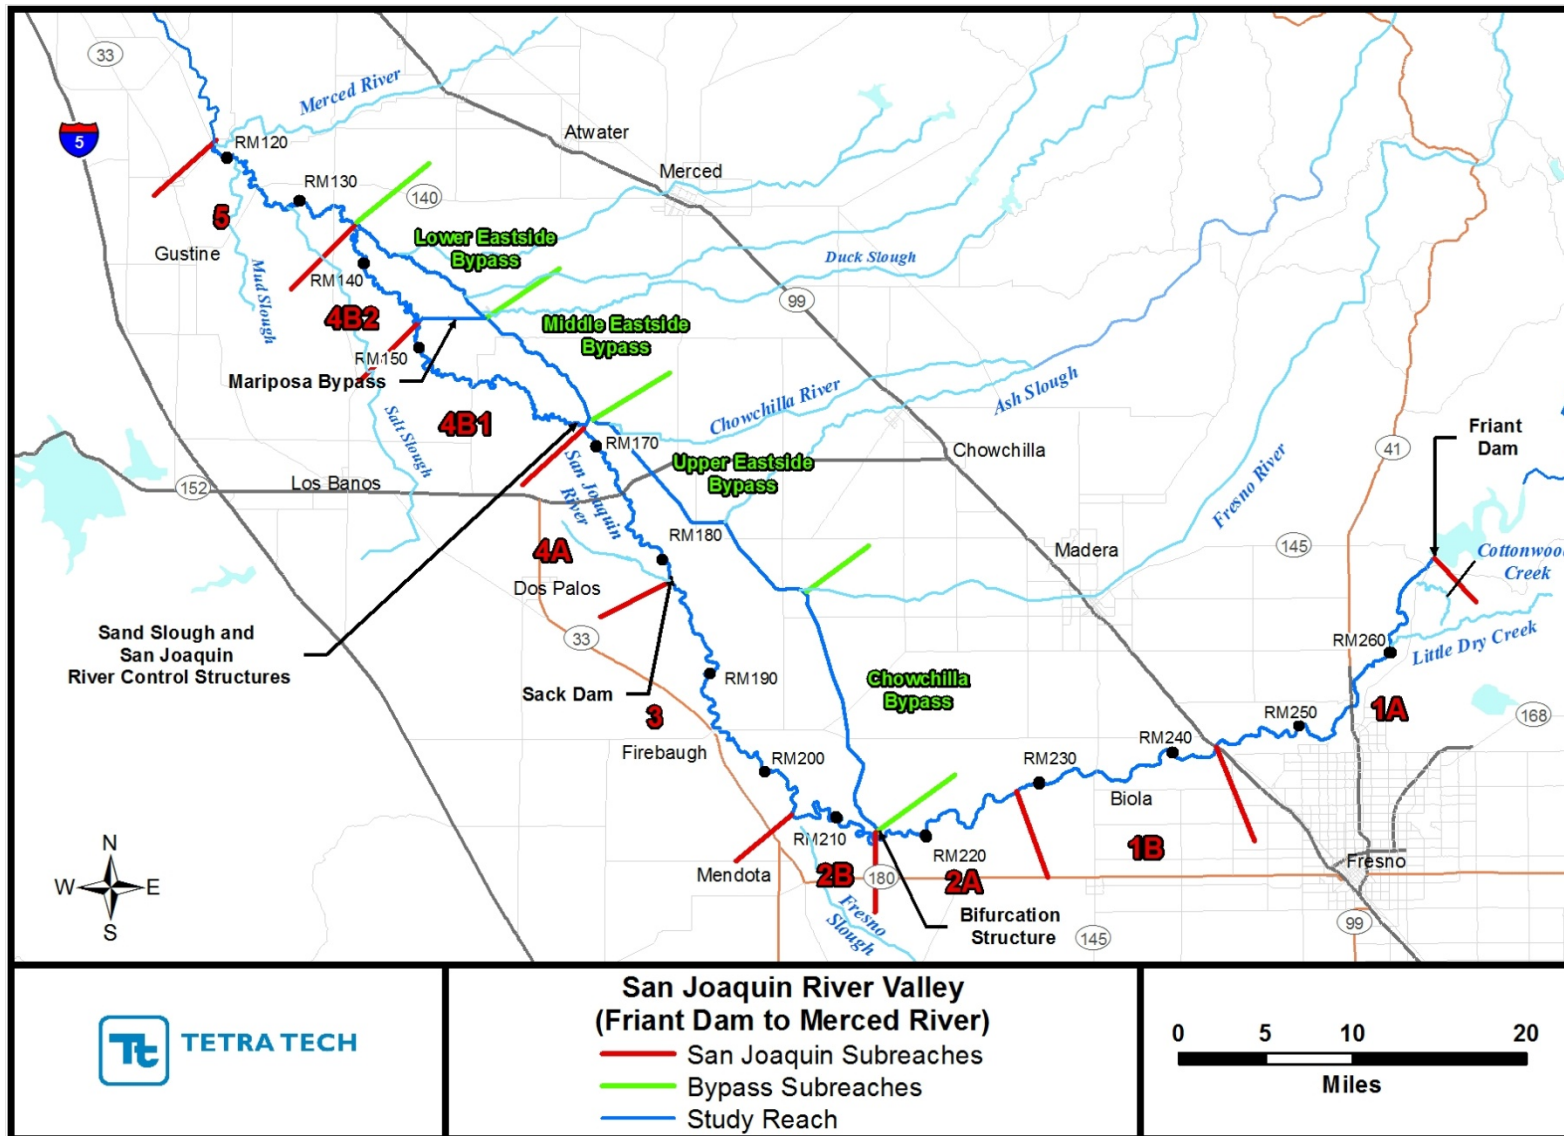 33
Merced River
5
RM120
Atwater
Merced
RM130
140
5
Gustine
Lower Eastside
Bypass
Duck Slough
Mud Slough
RM140
4B2
99
Middle Eastside
Bypass
RM150
Mariposa Bypass
Chowchilla River
Ash Slough
4B1
Salt Slough
RM170
San Joaquin
River
Friant
Dam
41
Chowchilla
Upper Eastside
Bypass
152
Los Banos
Fresno River
RM180
4A
Madera
145
Cottonwood
Creek
Dos Palos
33
Sand Slough and
San Joaquin
River Control Structures
RM260
Little Dry Creek
Sack Dam
RM190
Chowchilla
Bypass
3
1A
168
RM250
Firebaugh
RM240
RM200
RM230
Biola
RM210
RM220
1B
Mendota
2B
180
2A
Fresno
Fresno
Slough
Bifurcation
Structure
145
99
N
W
E
S
Tt
TETRA TECH
San Joaquin River Valley
(Friant Dam to Merced River)
San Joaquin Subreaches
Bypass Subreaches
Study Reach
0 5 10 20
Miles